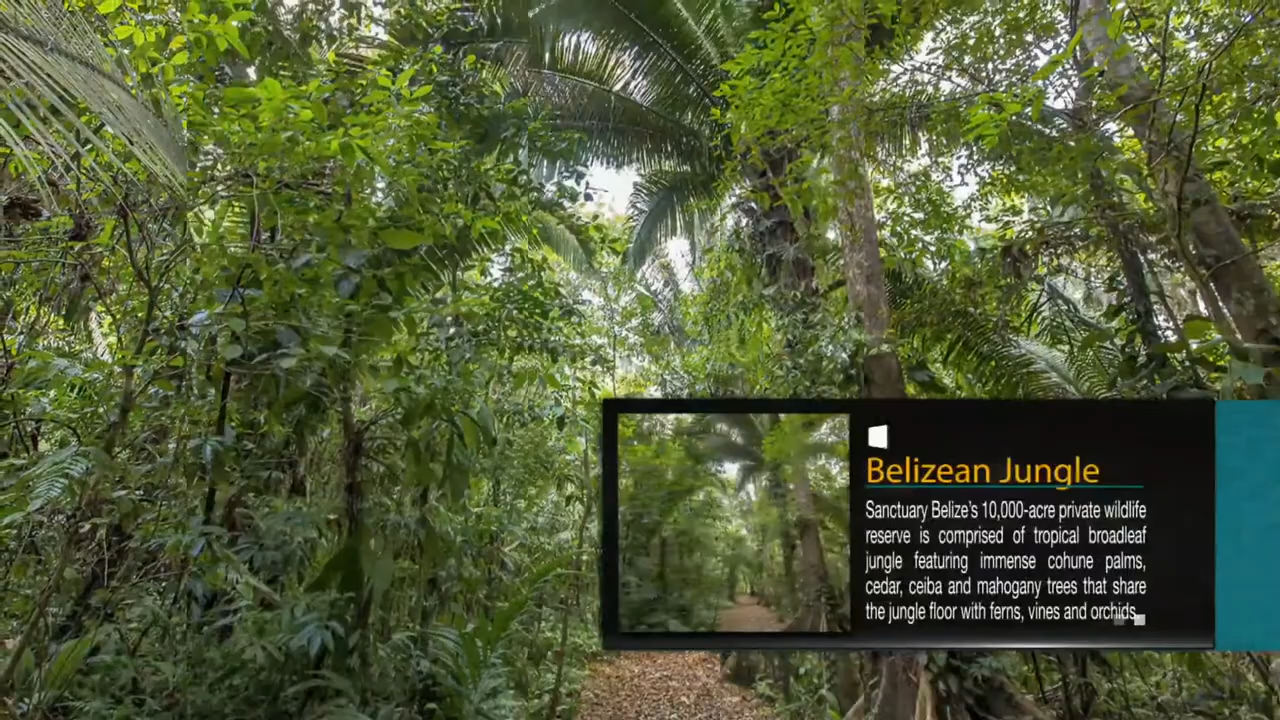 Belizean Jungle
Sanctuary Belize's 10,000-acre private wildlife
reserve is comprised of tropical broadleaf
jungle featuring immense cohune palms,
cedar, ceiba and mahogany trees that share
the jungle floor with ferns, vines and orchids.